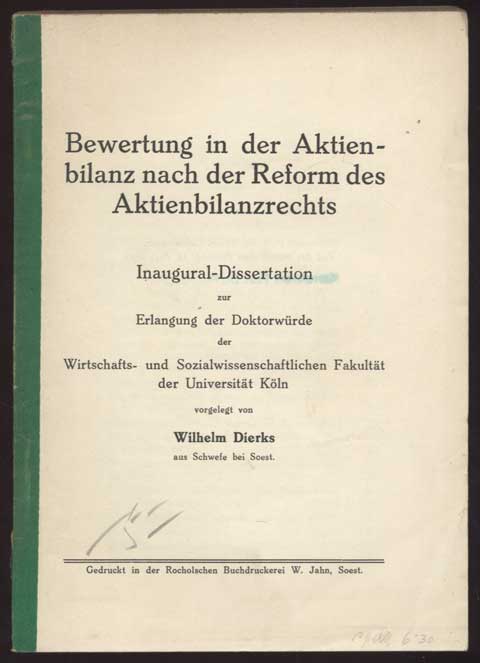 Bewertung in der Aktien-
bilanz nach der Reform des
Aktienbilanzrechts
Inaugural-Dissertation
zur
Erlangung der Doktorwürde
der
Wirtschafts- und Sozialwissenschaftlichen Fakultät
der Universität Köln
vorgelegt von
Wilhelm Dierks
aus Schwefe bei Soest.
Gedruckt in der Rocholschen Buchdruckerei W. Jahn, Soest.